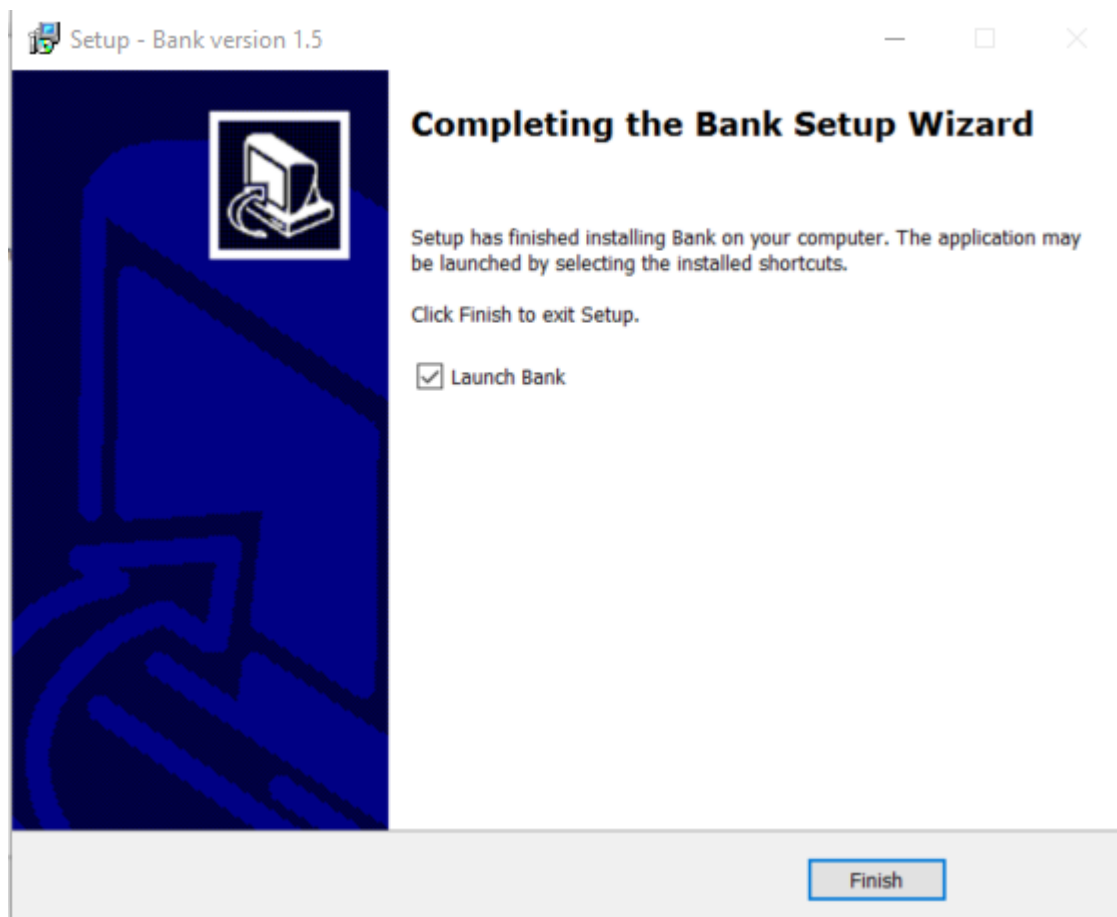 Setup - Bank version 1.5
Completing the Bank Setup Wizard
Setup has finished installing Bank on your computer. The application may
be launched by selecting the installed shortcuts.
Click Finish to exit Setup.
Launch Bank
Finish